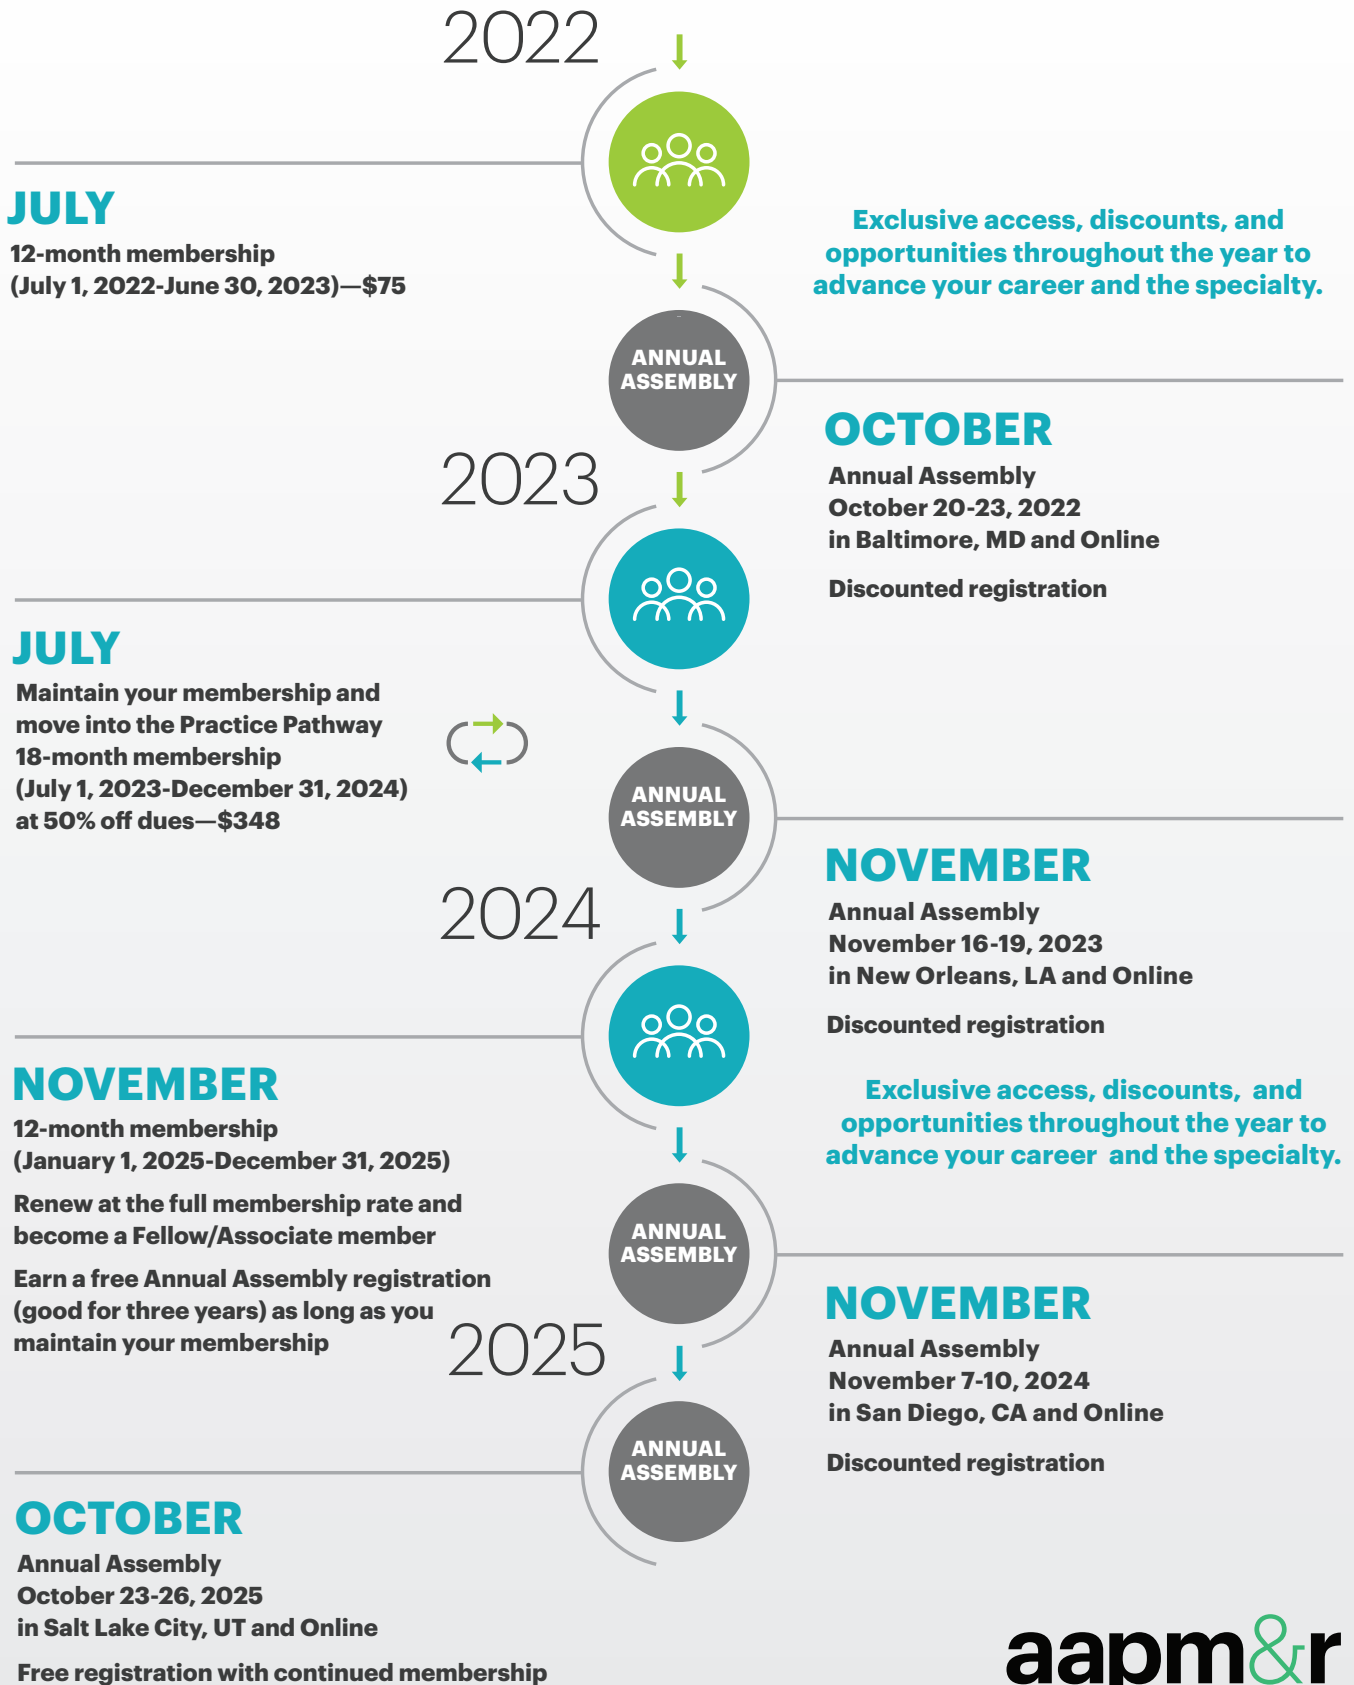 2022
JULY
12-month membership
(July 1, 2022-June 30, 2023)—$75
Exclusive access, discounts, and
opportunities throughout the year to
advance your career and the specialty.
ANNUAL
ASSEMBLY
OCTOBER
Annual Assembly
October 20-23, 2022
in Baltimore, MD and Online
Discounted registration
2023
JULY
Maintain your membership and
move into the Practice Pathway
18-month membership
(July 1, 2023-December 31, 2024)
at 50% off dues—$348
ANNUAL
ASSEMBLY
NOVEMBER
Annual Assembly
November 16-19, 2023
in New Orleans, LA and Online
Discounted registration
2024
NOVEMBER
12-month membership
(January 1, 2025-December 31, 2025)
Renew at the full membership rate and
become a Fellow/Associate member
Earn a free Annual Assembly registration
(good for three years) as long as you
maintain your membership
Exclusive access, discounts, and
opportunities throughout the year to
advance your career and the specialty.
ANNUAL
ASSEMBLY
NOVEMBER
Annual Assembly
November 7-10, 2024
in San Diego, CA and Online
Discounted registration
2025
ANNUAL
ASSEMBLY
OCTOBER
Annual Assembly
October 23-26, 2025
in Salt Lake City, UT and Online
Free registration with continued membership
aapm&r